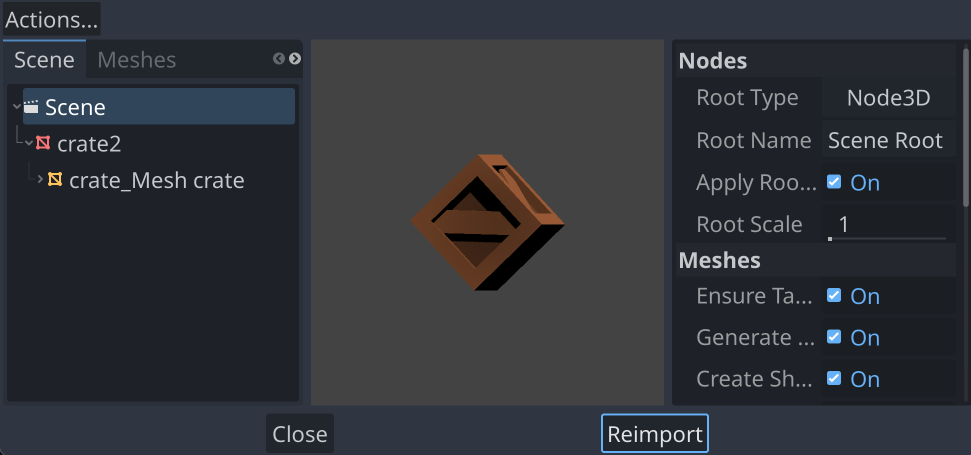 Actions...
Scene
Meshes
Scene
crate2
crate_Mesh crate
Nodes
Root Type Node3D
Root Name Scene Root
Apply Roo... On
Root Scale 1
Meshes
Ensure Ta... On
Generate ... On
Create Sh... On
Close
Reimport